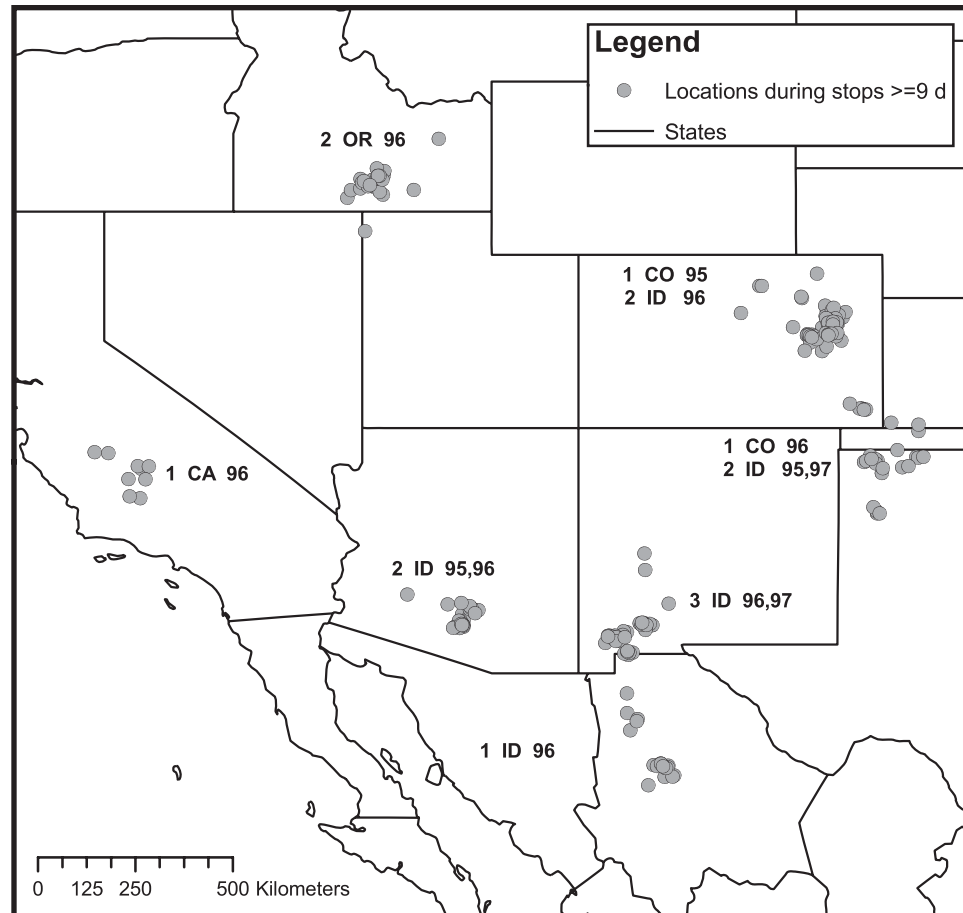 Legend
Locations during stops >=9 d
States
2 OR 96
1 CO 95
2 ID 96
1 CO 96
2 ID 95,97
1 CA 96
2 ID 95,96
3 ID 96,97
1 ID 96
0 125 250 500 Kilometers